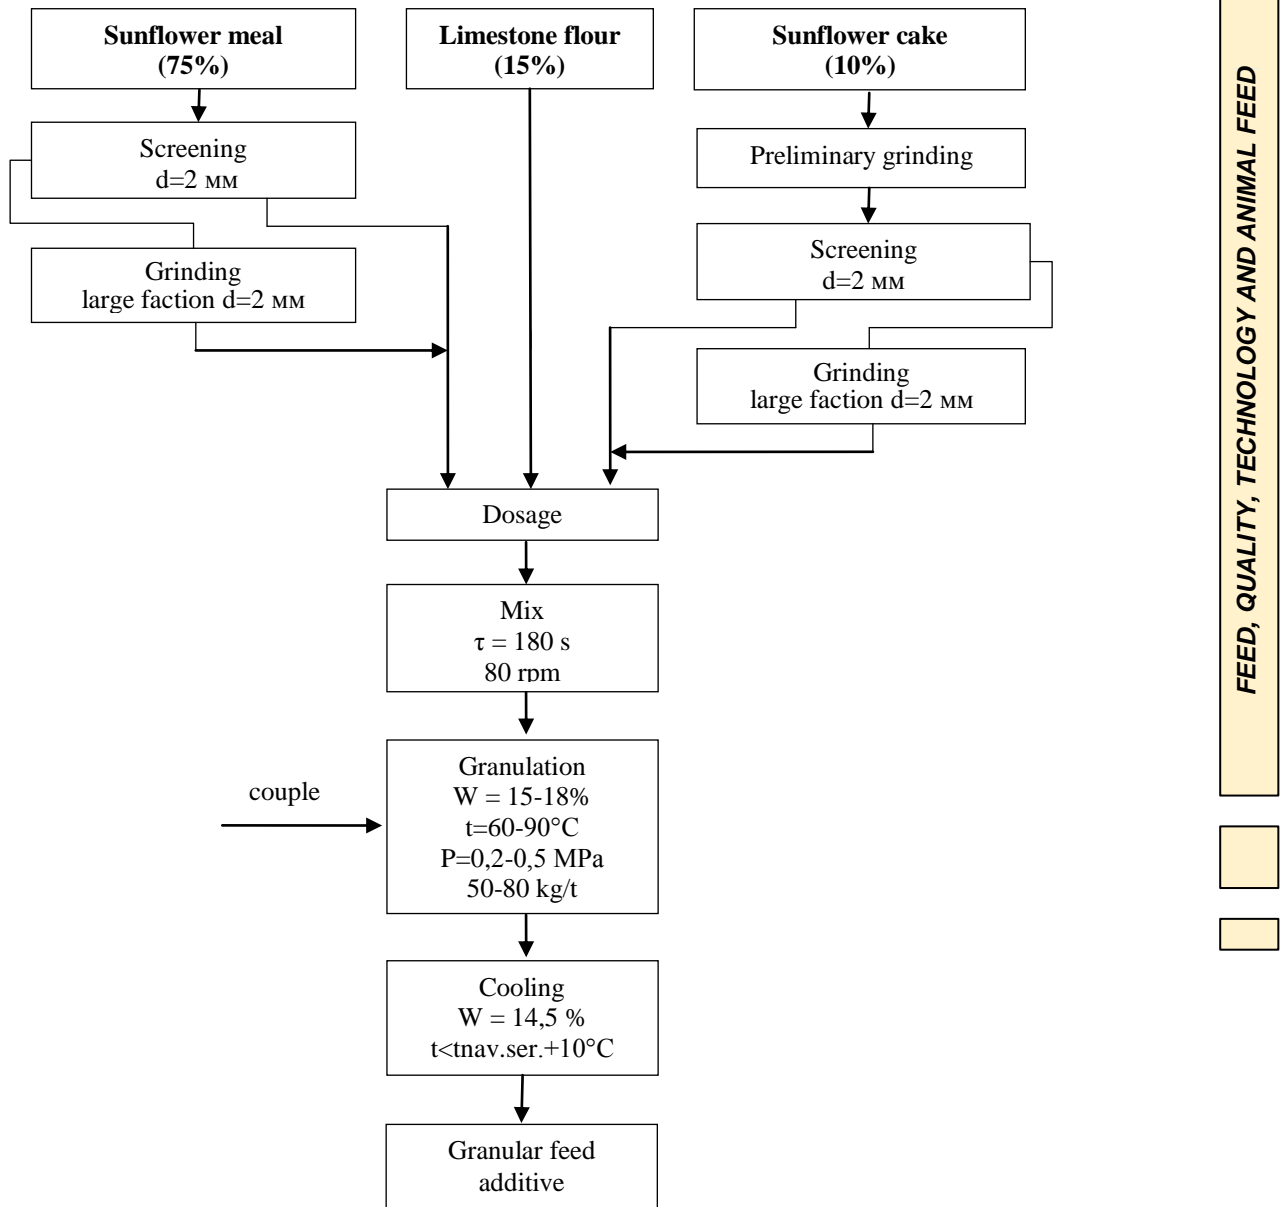 Sunflower meal
(75%)
Limestone flour
(15%)
Sunflower cake
(10%)
Screening
d=2 мм
Preliminary grinding
Grinding
large faction d=2 мм
Screening
d=2 мм
Grinding
large faction d=2 мм
Dosage
Mix
τ = 180 s
80 rpm
couple
Granulation
W = 15-18%
t=60-90°C
P=0,2-0,5 MPa
50-80 kg/t
Cooling
W = 14,5 %
t<tnav.ser.+10°C
Granular feed
additive
FEED, QUALITY, TECHNOLOGY AND ANIMAL FEED